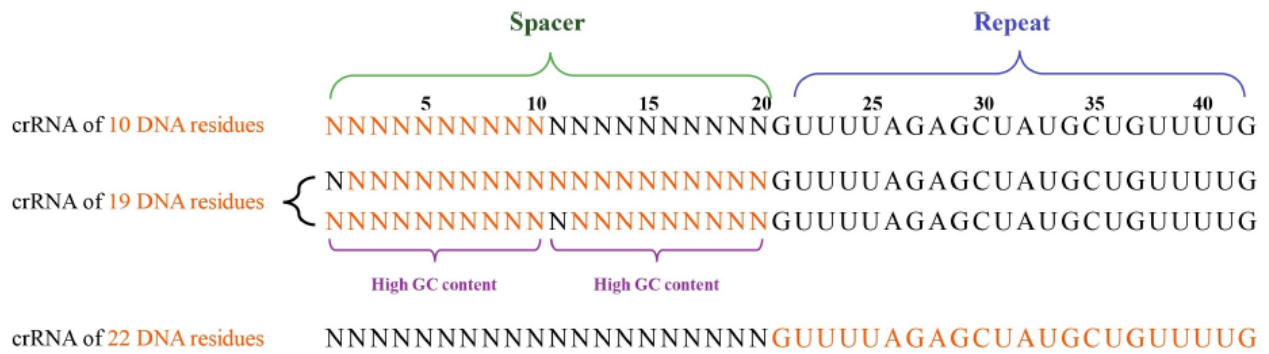 Spacer Repeat
5 10 15 20 25 30 35 40
crRNA of 10 DNA residues NNNNNNNNNNNNNNNNNNNNGUUUUAGAGCUAUGCUGUUUUG
NNNNNNNNNNNNNNNNNNNNGUUUUAGAGCUAUGCUGUUUUG
crRNA of 19 DNA residues
NNNNNNNNNNNNNNNNNNNNGUUUUAGAGCUAUGCUGUUUUG
High GC content High GC content
crRNA of 22 DNA residues NNNNNNNNNNNNNNNNNNNNGUUUUAGAGCUAUGCUGUUUUG